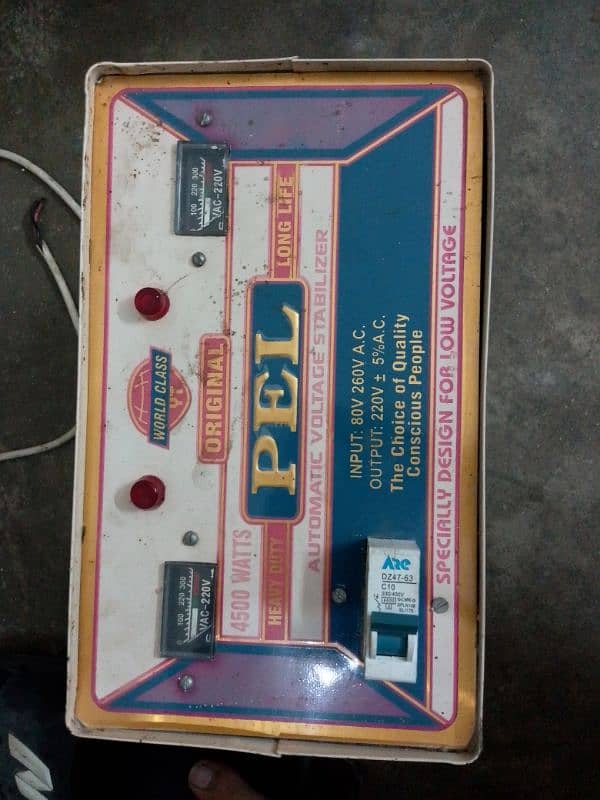 100 220 300
VAC-220V
100 220 300
VAC-220V
WORLD CLASS
ORIGINAL
4500 WATTS
HEAVY DUTY
PEL
LONG LIFE
AUTOMATIC VOLTAGE STABILIZER
INPUT: 80V 260V A.C.
OUTPUT: 220V ± 5%A.C.
The Choice of Quality
Conscious People
SPECIALLY DESIGN FOR LOW VOLTAGE
DZ47-63
C10
230/400V